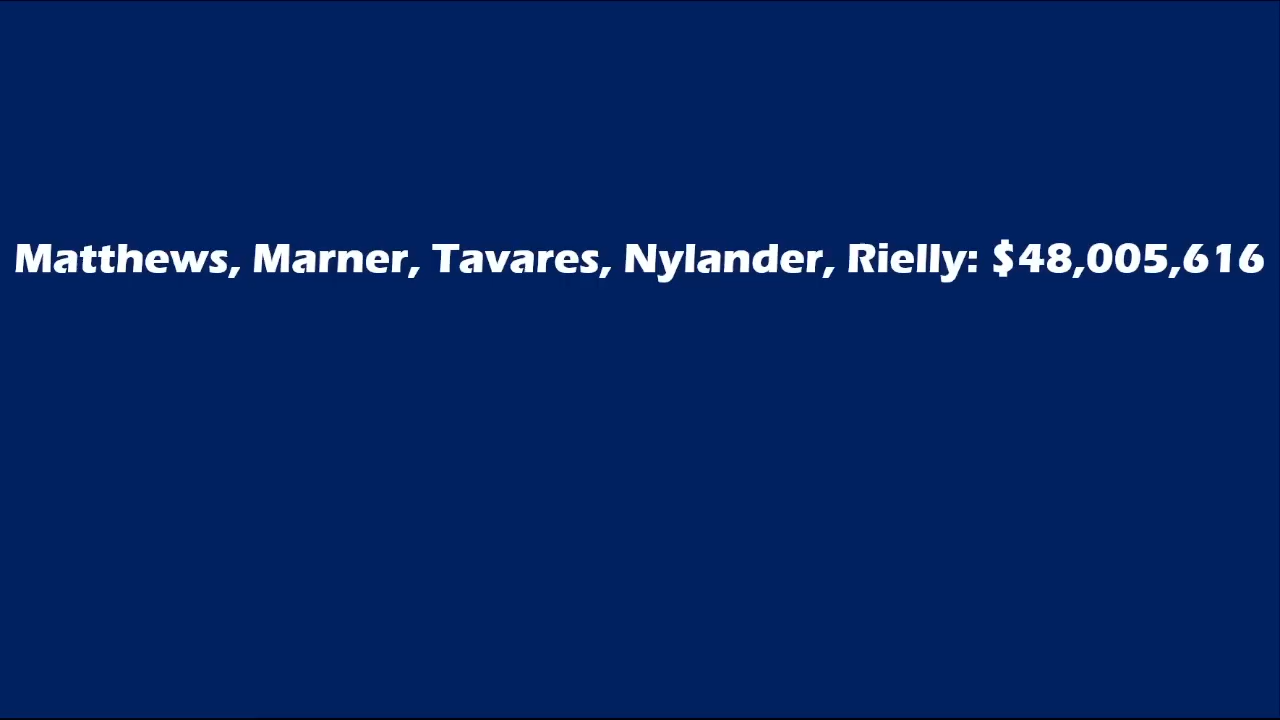 Matthews, Marner, Tavares, Nylander, Rielly: $48,005,616